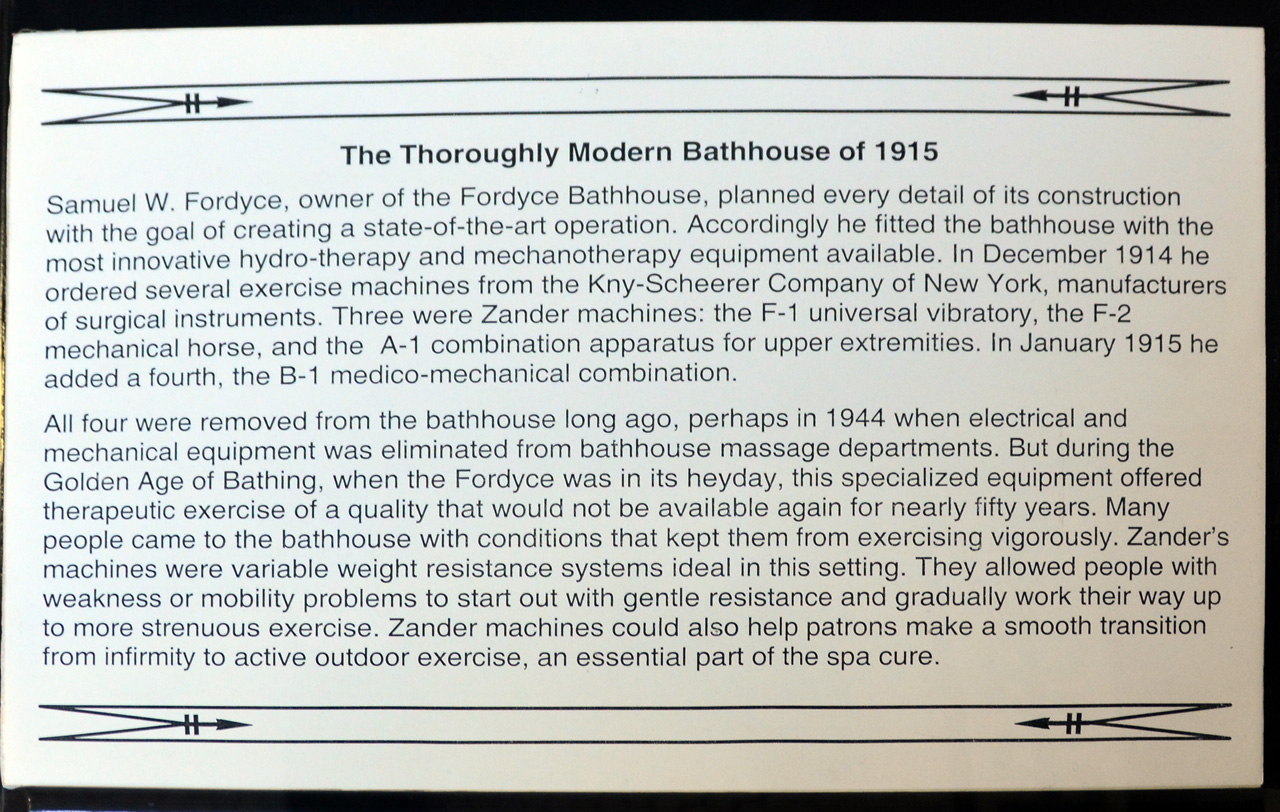 The Thoroughly Modern Bathhouse of 1915
Samuel W. Fordyce, owner of the Fordyce Bathhouse, planned every detail of its construction
with the goal of creating a state-of-the-art operation. Accordingly he fitted the bathhouse with the
most innovative hydro-therapy and mechanotherapy equipment available. In December 1914 he
ordered several exercise machines from the Kny-Scheerer Company of New York, manufacturers
of surgical instruments. Three were Zander machines: the F-1 universal vibratory, the F-2
mechanical horse, and the A-1 combination apparatus for upper extremities. In January 1915 he
added a fourth, the B-1 medico-mechanical combination.
All four were removed from the bathhouse long ago, perhaps in 1944 when electrical and
mechanical equipment was eliminated from bathhouse massage departments. But during the
Golden Age of Bathing, when the Fordyce was in its heyday, this specialized equipment offered
therapeutic exercise of a quality that would not be available again for nearly fifty years. Many
people came to the bathhouse with conditions that kept them from exercising vigorously. Zander's
machines were variable weight resistance systems ideal in this setting. They allowed people with
weakness or mobility problems to start out with gentle resistance and gradually work their way up
to more strenuous exercise. Zander machines could also help patrons make a smooth transition
from infirmity to active outdoor exercise, an essential part of the spa cure.